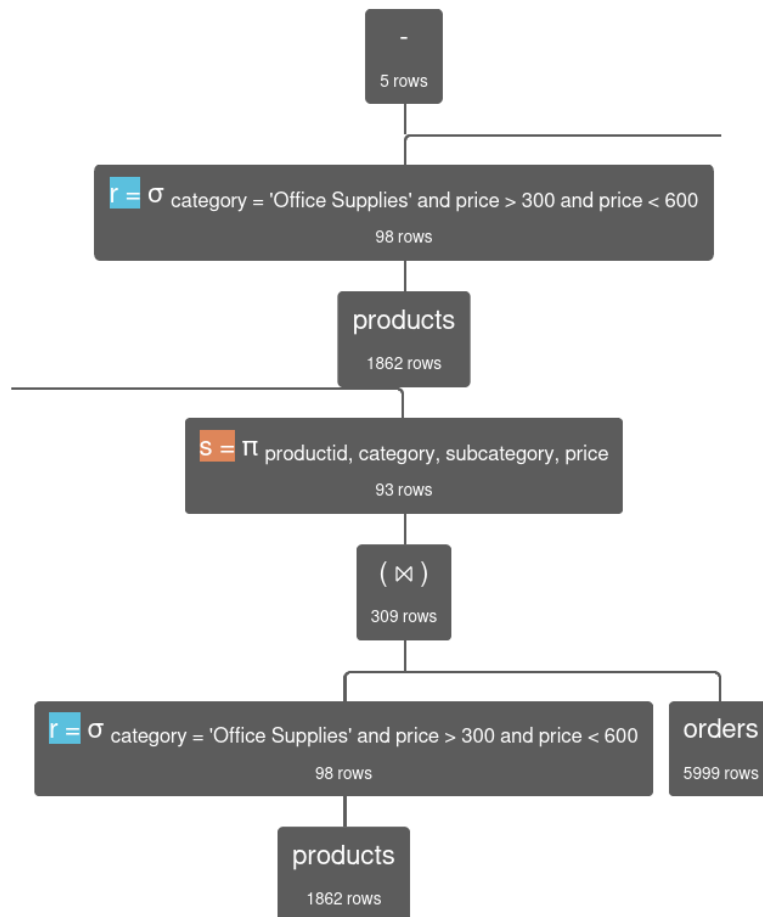 -
5 rows
r = σ category = 'Office Supplies' and price > 300 and price < 600
98 rows
products
1862 rows
s = π productid, category, subcategory, price
93 rows
( ⋈ )
309 rows
r = σ category = 'Office Supplies' and price > 300 and price < 600
98 rows
orders
5999 rows
products
1862 rows